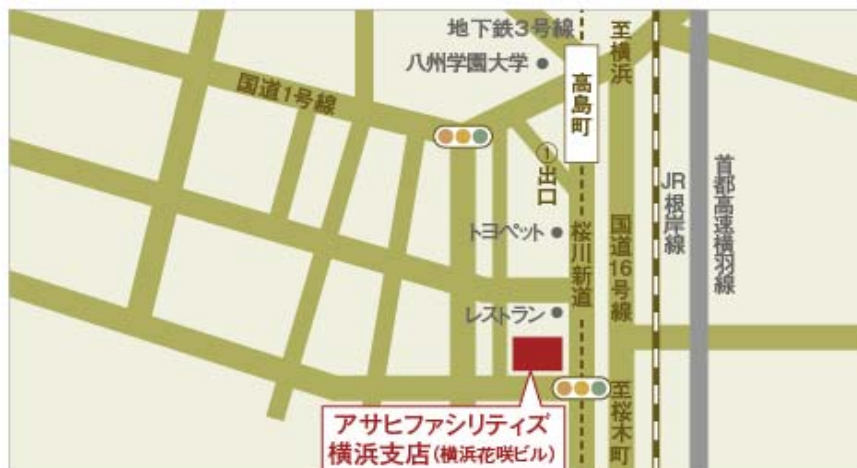 地下鉄3号線
八州学園大学
高島町
至横浜
国道1号線
①出口
JR根岸線
首都高速横羽線
トヨペット
桜川新道
国道16号線
レストラン
至桜木町
アサヒファシリティズ
横浜支店(横浜花咲ビル)